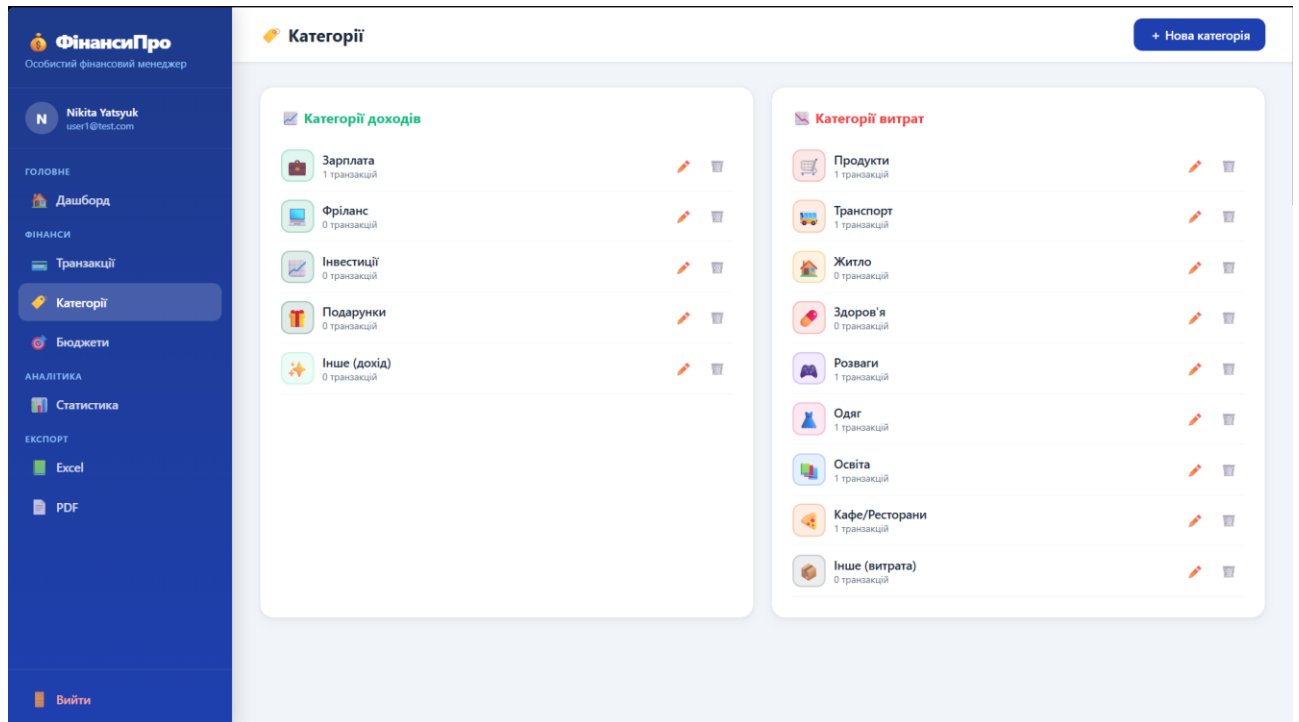 ФінансиПро
Особистий фінансовий менеджер
N
Nikita Yatsyuk
user1@test.com
ГОЛОВНЕ
Дашборд
ФІНАНСИ
Транзакції
Категорії
Бюджети
АНАЛІТИКА
Статистика
ЕКСПОРТ
Excel
PDF
Вийти
Категорії
+ Нова категорія
Категорії доходів
Зарплата
1 транзакцій
Фріланс
0 транзакцій
Інвестиції
0 транзакцій
Подарунки
0 транзакцій
Інше (дохід)
0 транзакцій
Категорії витрат
Продукти
1 транзакцій
Транспорт
1 транзакцій
Житло
0 транзакцій
Здоров'я
0 транзакцій
Розваги
1 транзакцій
Одяг
1 транзакцій
Освіта
1 транзакцій
Кафе/Ресторани
1 транзакцій
Інше (витрата)
0 транзакцій